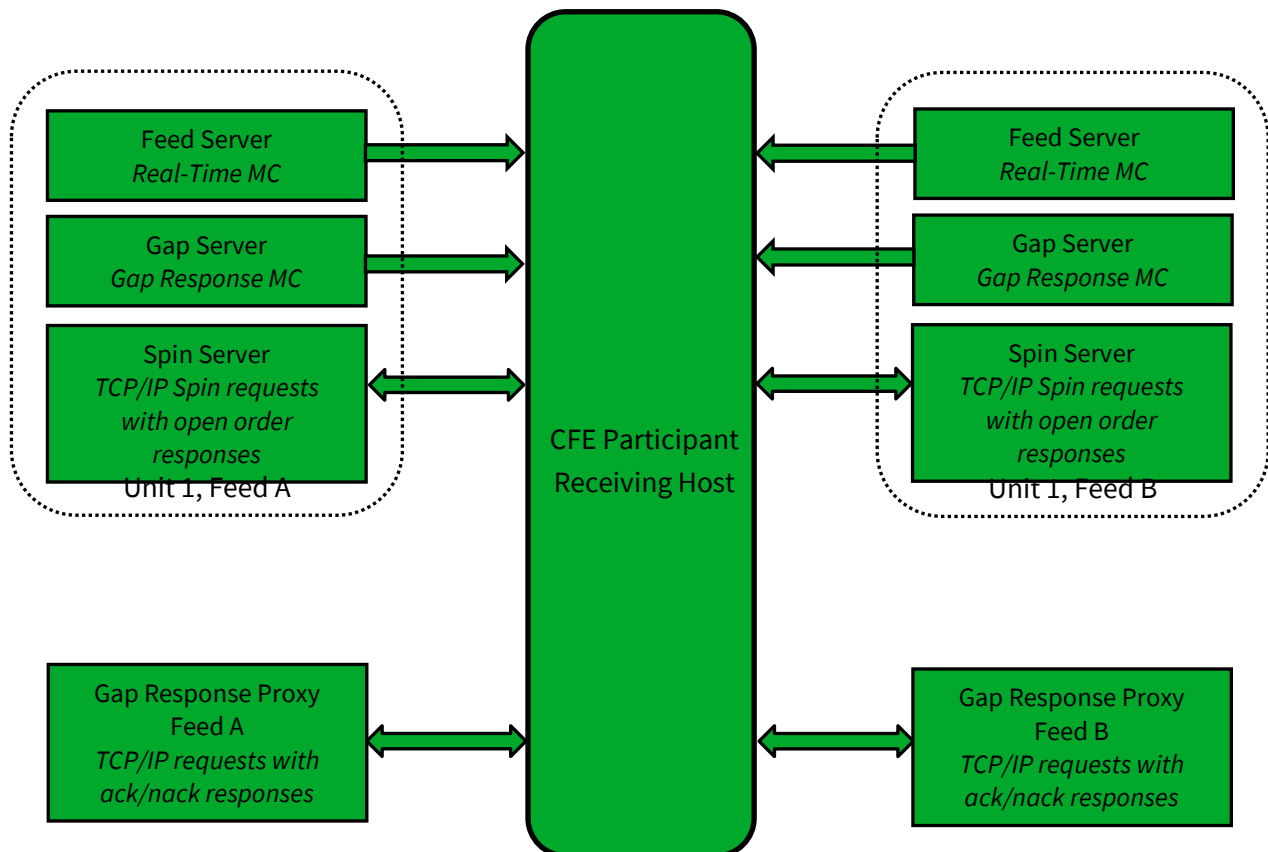 Feed Server
Real-Time MC
Gap Server
Gap Response MC
Spin Server
TCP/IP Spin requests
with open order
responses
Unit 1, Feed A
Gap Response Proxy
Feed A
TCP/IP requests with
ack/nack responses
CFE Participant
Receiving Host
Feed Server
Real-Time MC
Gap Server
Gap Response MC
Spin Server
TCP/IP Spin requests
with open order
responses
Unit 1, Feed B
Gap Response Proxy
Feed B
TCP/IP requests with
ack/nack responses